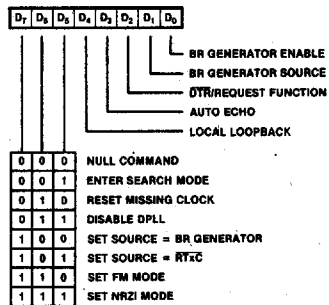 D7 D6 D5 D4 D3 D2 D1 D0
BR GENERATOR ENABLE
BR GENERATOR SOURCE
DTR/REQUEST FUNCTION
AUTO ECHO
LOCAL LOOPBACK
0 0 0 NULL COMMAND
0 0 1 ENTER SEARCH MODE
0 1 0 RESET MISSING CLOCK
0 1 1 DISABLE DPLL
1 0 0 SET SOURCE = BR GENERATOR
1 0 1 SET SOURCE = RTxC
1 1 0 SET FM MODE
1 1 1 SET NRZI MODE